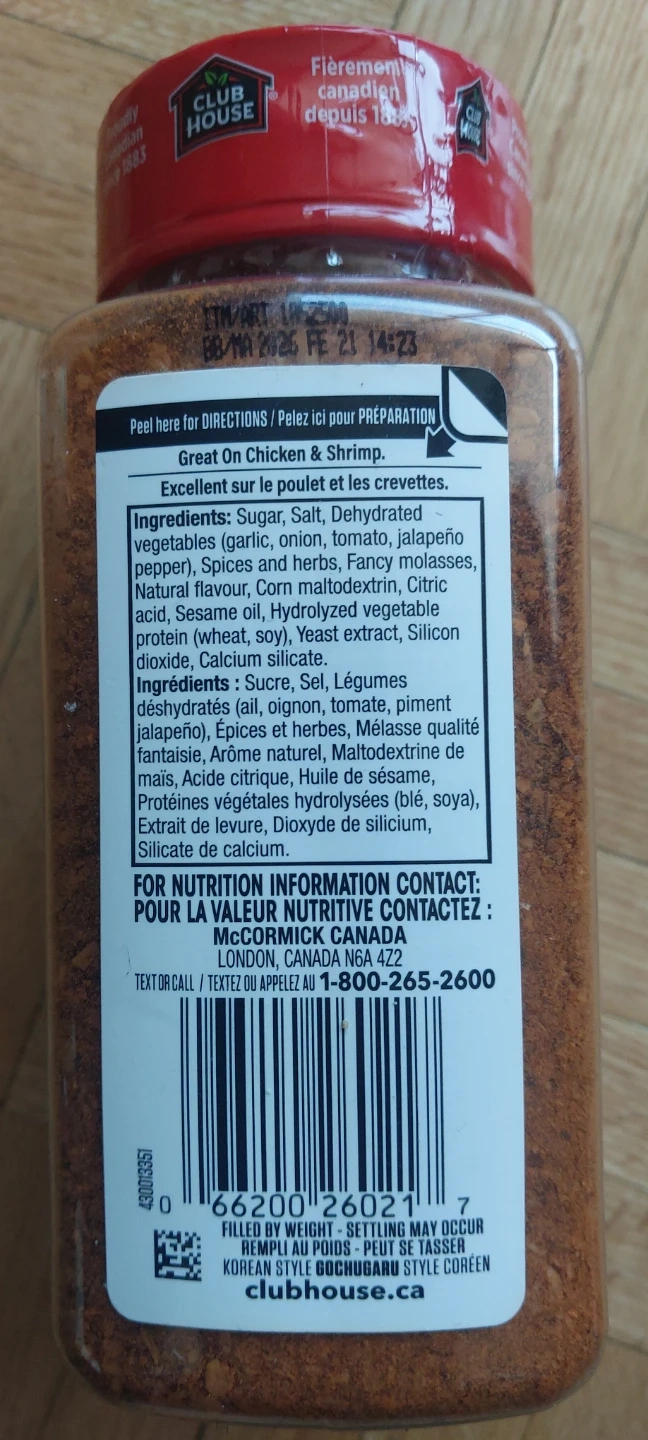 CLUB
HOUSE
Fièrement
canadien
depuis
CLUB
HOUSE
1883
BB/MA 2026 FE 21 14:23
Peel here for DIRECTIONS / Pelez ici pour PRÉPARATION
Great On Chicken & Shrimp.
Excellent sur le poulet et les crevettes.
Ingredients: Sugar, Salt, Dehydrated
vegetables (garlic, onion, tomato, jalapeño
pepper), Spices and herbs, Fancy molasses,
Natural flavour, Corn maltodextrin, Citric
acid, Sesame oil, Hydrolyzed vegetable
protein (wheat, soy), Yeast extract, Silicon
dioxide, Calcium silicate.
Ingrédients : Sucre, Sel, Légumes
déshydratés (ail, oignon, tomate, piment
jalapeño), Épices et herbes, Mélasse qualité
fantaisie, Arôme naturel, Maltodextrine de
maïs, Acide citrique, Huile de sésame,
Protéines végétales hydrolysées (blé, soya),
Extrait de levure, Dioxyde de silicium,
Silicate de calcium.
FOR NUTRITION INFORMATION CONTACT:
POUR LA VALEUR NUTRITIVE CONTACTEZ :
McCORMICK CANADA
LONDON, CANADA N6A 4Z2
TEXT OR CALL / TEXTEZ OU APPELEZ AU 1-800-265-2600
430013351
0 66200 26021 7
FILLED BY WEIGHT - SETTLING MAY OCCUR
REMPLI AU POIDS - PEUT SE TASSER
KOREAN STYLE GOCHUGARU STYLE CORÉEN
clubhouse.ca